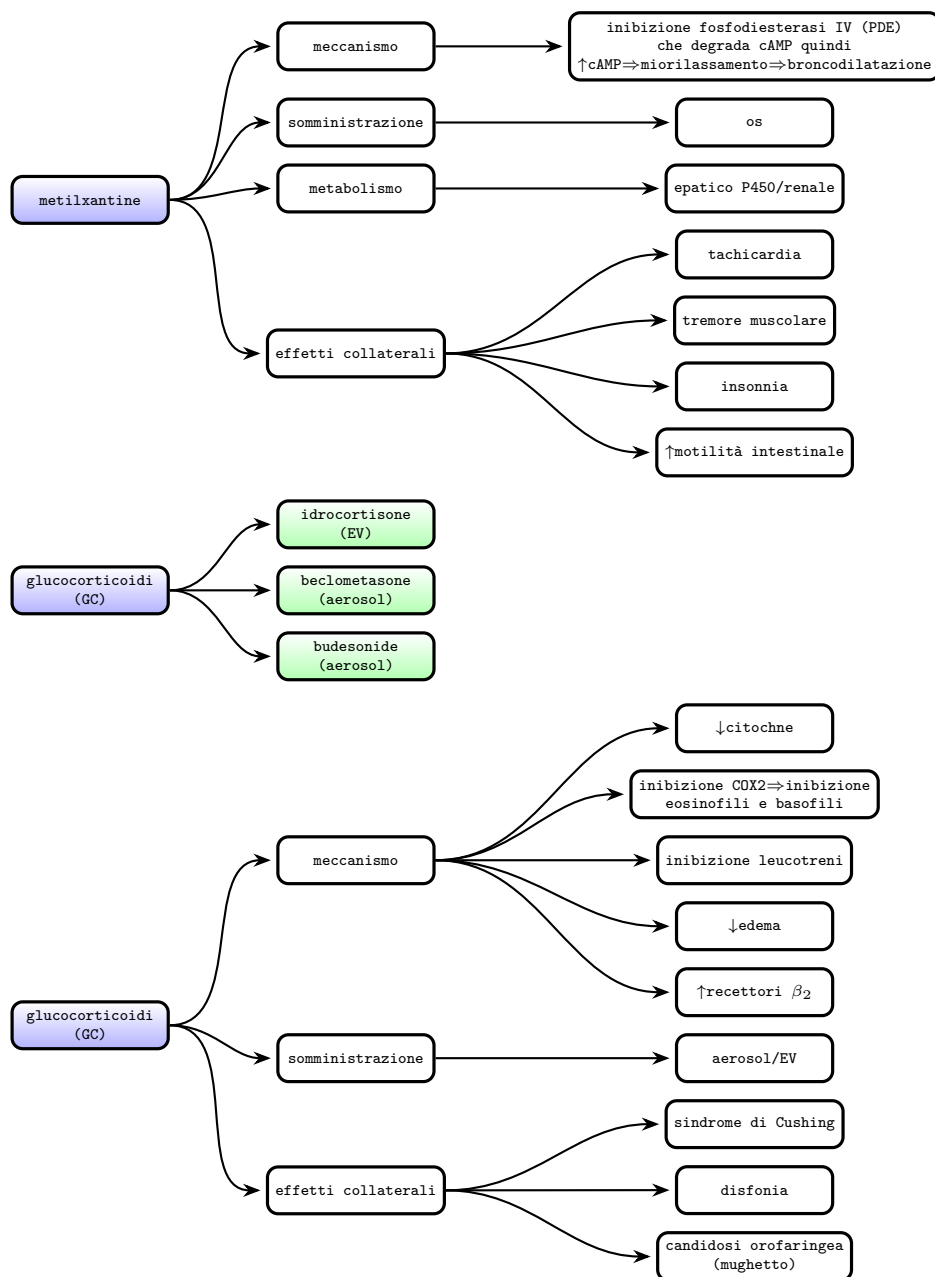 meccanismo
inibizione fosfodiesterasi IV (PDE)
che degrada cAMP quindi
↑cAMP⇒miorilassamento⇒broncodilatazione
somministrazione
os
metilxantine
metabolismo
epatico P450/renale
effetti collaterali
tachicardia
tremore muscolare
insonnia
↑motilità intestinale
glucocorticoidi
(GC)
idrocortisone
(EV)
beclometasone
(aerosol)
budesonide
(aerosol)
glucocorticoidi
(GC)
meccanismo
↓citochne
inibizione COX2⇒inibizione
eosinofili e basofili
inibizione leucotreni
↓edema
↑recettori β₂
somministrazione
aerosol/EV
effetti collaterali
sindrome di Cushing
disfonia
candidosi orofaringea
(mughetto)